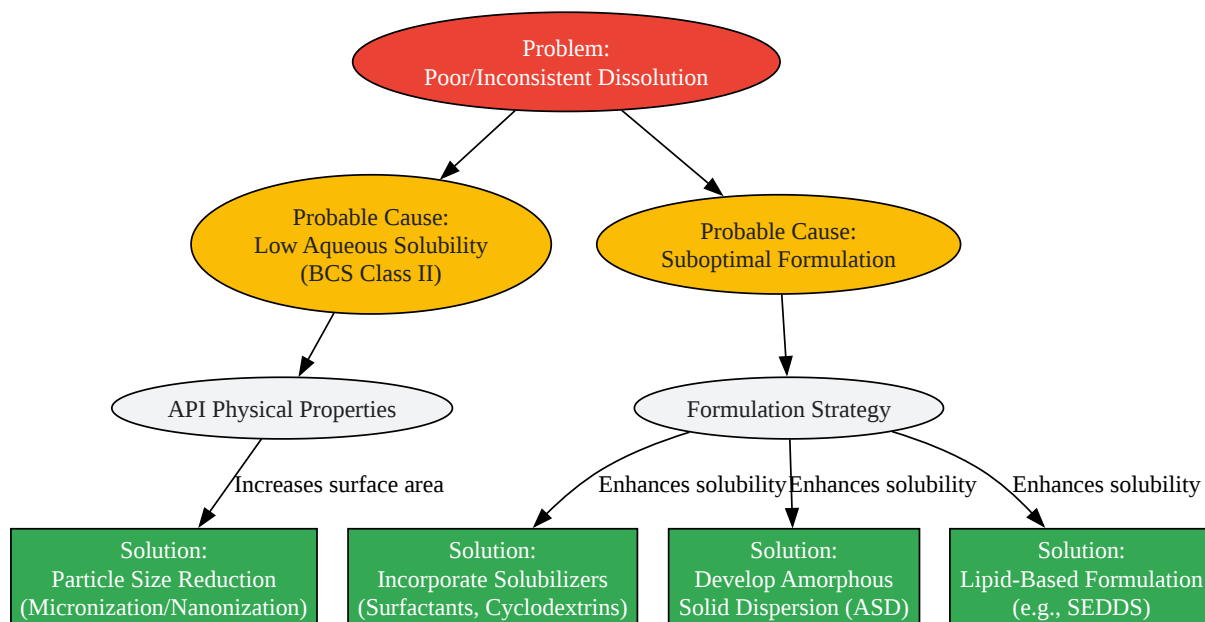 Problem:
Poor/Inconsistent Dissolution
Probable Cause:
Low Aqueous Solubility
(BCS Class II)
Probable Cause:
Suboptimal Formulation
API Physical Properties
Formulation Strategy
Increases surface area
Enhances solubility
Enhances solubility
Enhances solubility
Solution:
Particle Size Reduction
(Micronization/Nanonization)
Solution:
Incorporate Solubilizers
(Surfactants, Cyclodextrins)
Solution:
Develop Amorphous
Solid Dispersion (ASD)
Solution:
Lipid-Based Formulation
(e.g., SEDDS)